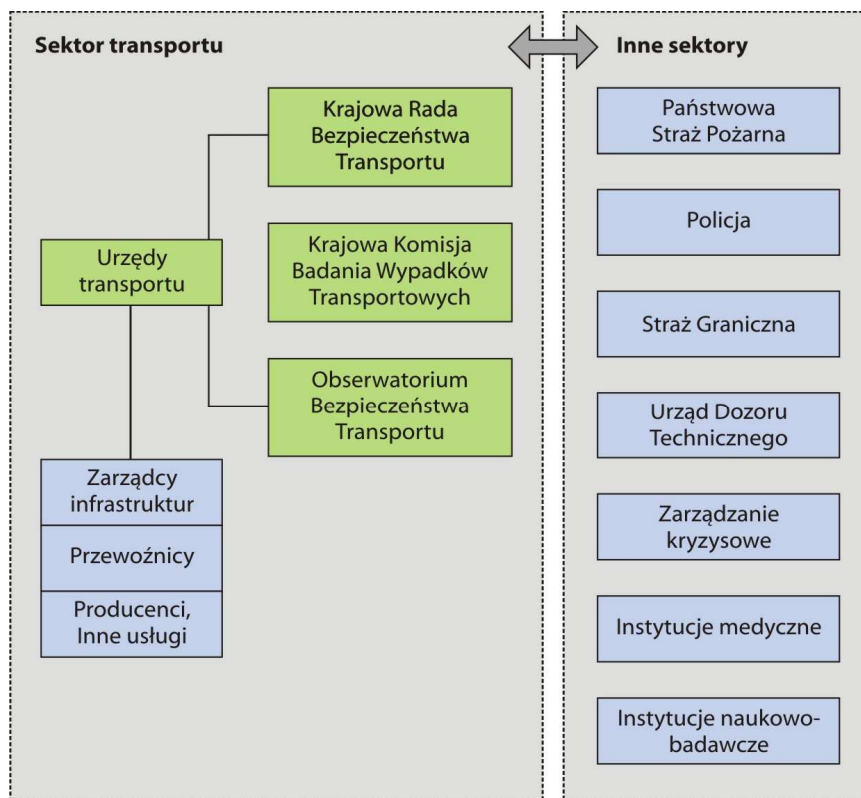 Sektor transportu
Krajowa Rada
Bezpieczeństwa
Transportu
Krajowa Komisja
Badania Wypadków
Transportowych
Obserwatorium
Bezpieczeństwa
Transportu
Urzędy
transportu
Zarządcy
infrastruktur
Przewoźnicy
Producenci,
Inne usługi
Inne sektory
Państwowa
Straż Pożarna
Policja
Straż Graniczna
Urząd Dozoru
Technicznego
Zarządzanie
kryzysowe
Instytucje medyczne
Instytucje naukowo-
badawcze